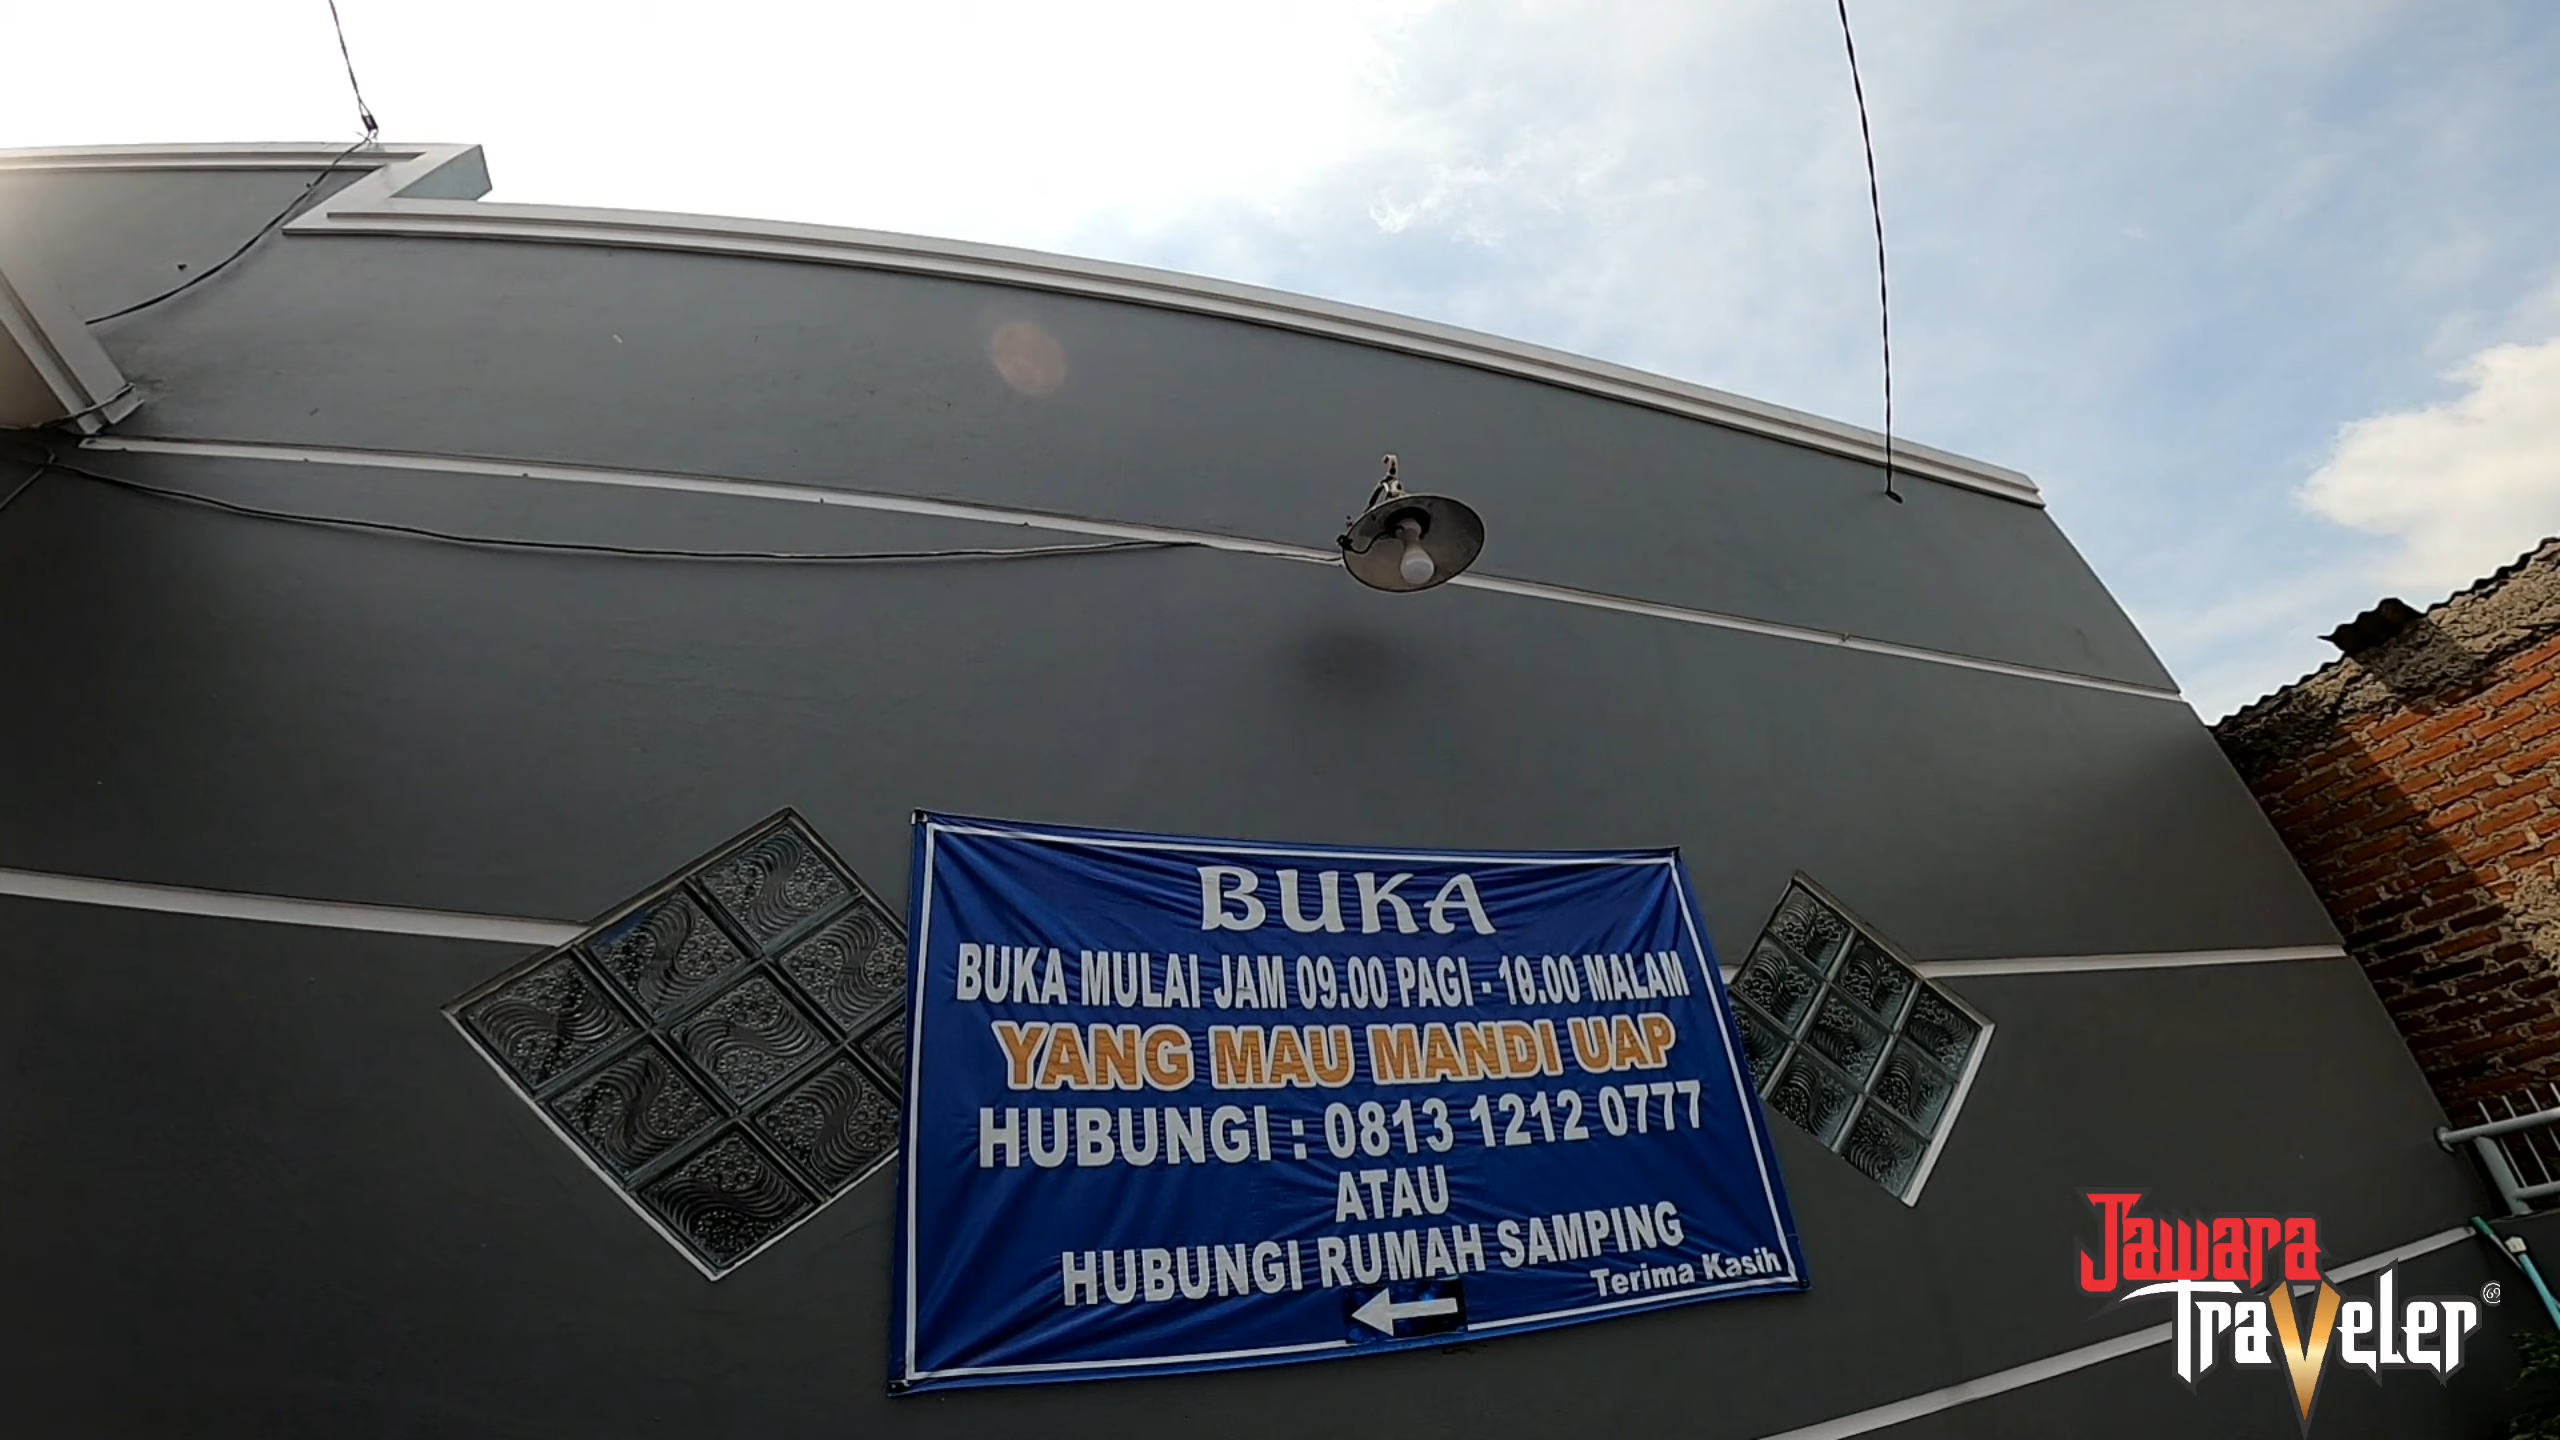 BUKA
BUKA MULAI JAM 09.00 PAGI - 18.00 MALAM
YANG MAU MANDI UAP
HUBUNGI : 0813 1212 0777
ATAU
HUBUNGI RUMAH SAMPING
Terima Kasih
Jawara
Traveler
69